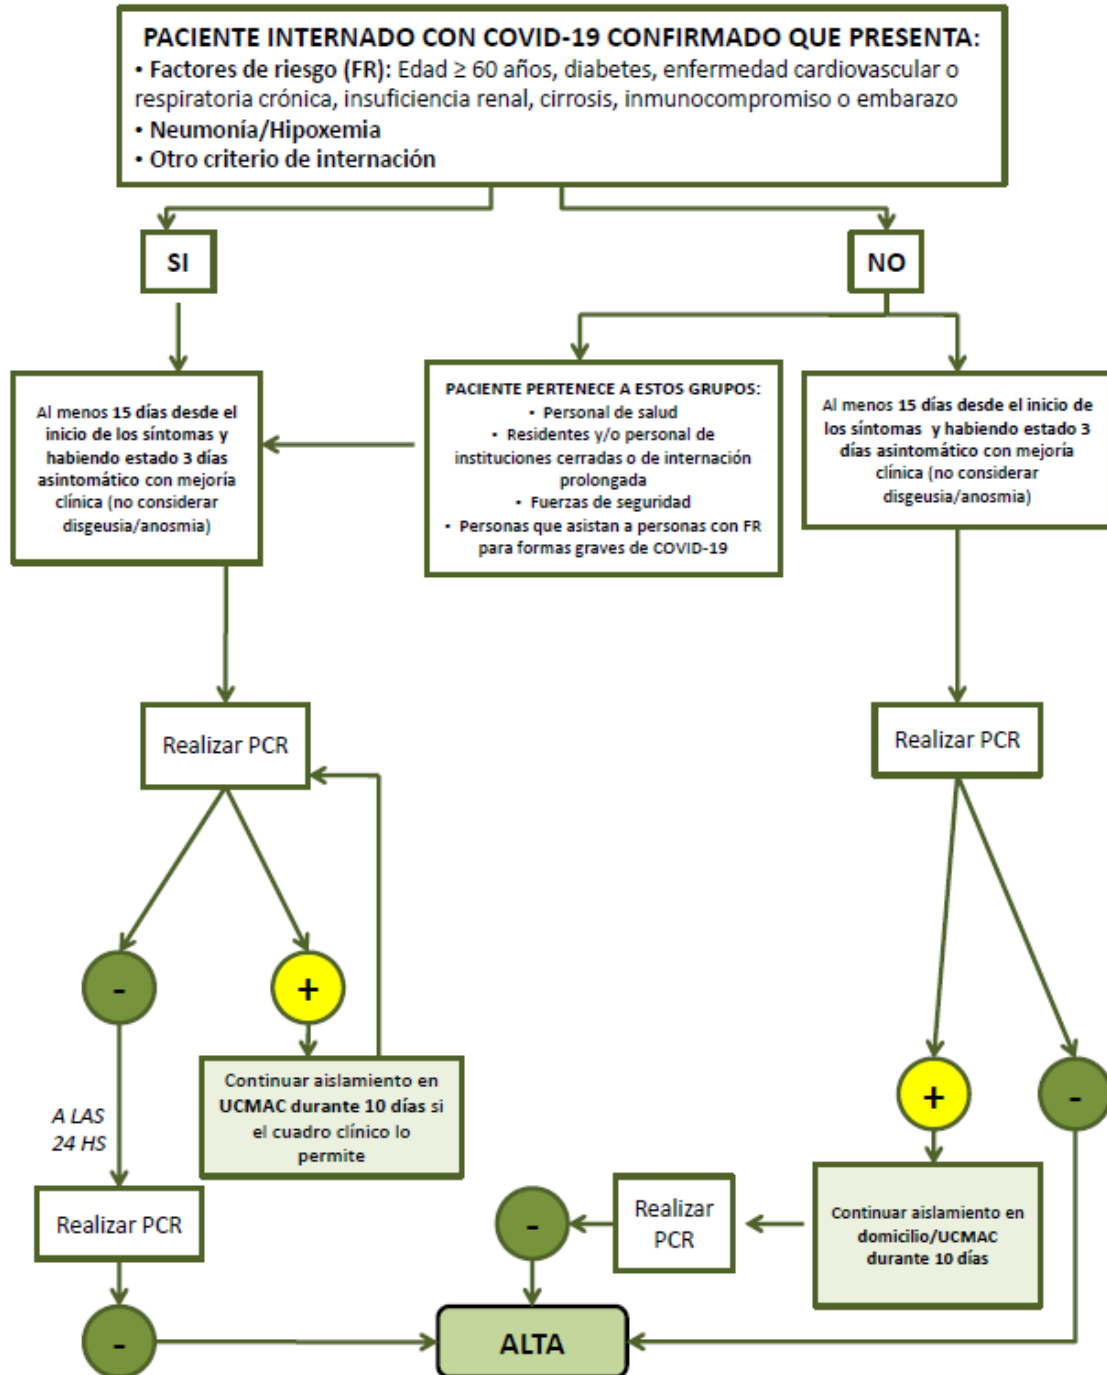 PACIENTE INTERNADO CON COVID-19 CONFIRMADO QUE PRESENTA:
• Factores de riesgo (FR): Edad ≥ 60 años, diabetes, enfermedad cardiovascular o
respiratoria crónica, insuficiencia renal, cirrosis, inmunocompromiso o embarazo
• Neumonía/Hipoxemia
• Otro criterio de internación
SI
NO
Al menos 15 días desde el
inicio de los síntomas y
habiendo estado 3 días
asintomático con mejoría
clínica (no considerar
disgeusia/anosmia)
PACIENTE PERTENECE A ESTOS GRUPOS:
• Personal de salud
• Residentes y/o personal de
instituciones cerradas o de internación
prolongada
• Fuerzas de seguridad
• Personas que asistan a personas con FR
para formas graves de COVID-19
Al menos 15 días desde el inicio de
los síntomas y habiendo estado 3
días asintomático con mejoría
clínica (no considerar
disgeusia/anosmia)
Realizar PCR
Realizar PCR
-
+
Continuar aislamiento en
UCMAC durante 10 días si
el cuadro clínico lo
permite
A LAS
24 HS
+
-
Realizar PCR
-
Realizar
PCR
Continuar aislamiento en
domicilio/UCMAC
durante 10 días
-
ALTA